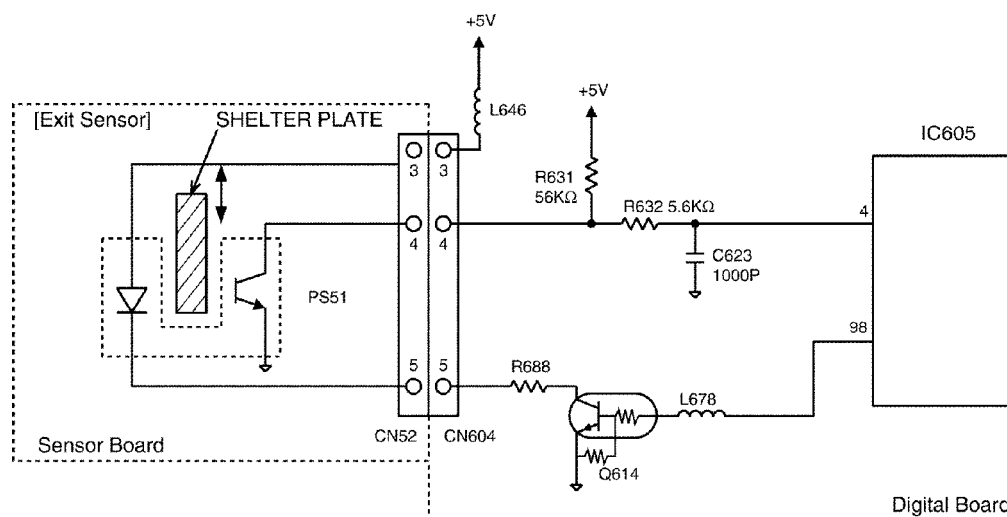 +5V
L646
+5V
[Exit Sensor]
SHELTER PLATE
IC605
3
3
R631
56KΩ
R632 5.6KΩ
4
4
4
C623
1000P
PS51
98
5
5
R688
L678
CN52
CN604
Q614
Sensor Board
Digital Board